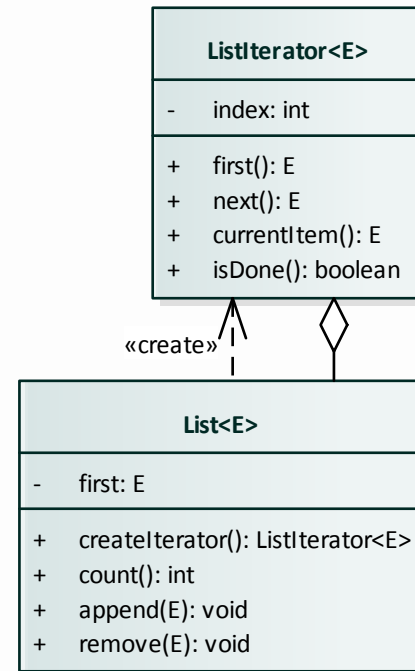 ListIterator<E>
- index: int
+ first(): E
+ next(): E
+ currentItem(): E
+ isDone(): boolean
«create»
List<E>
- first: E
+ createIterator(): ListIterator<E>
+ count(): int
+ append(E): void
+ remove(E): void